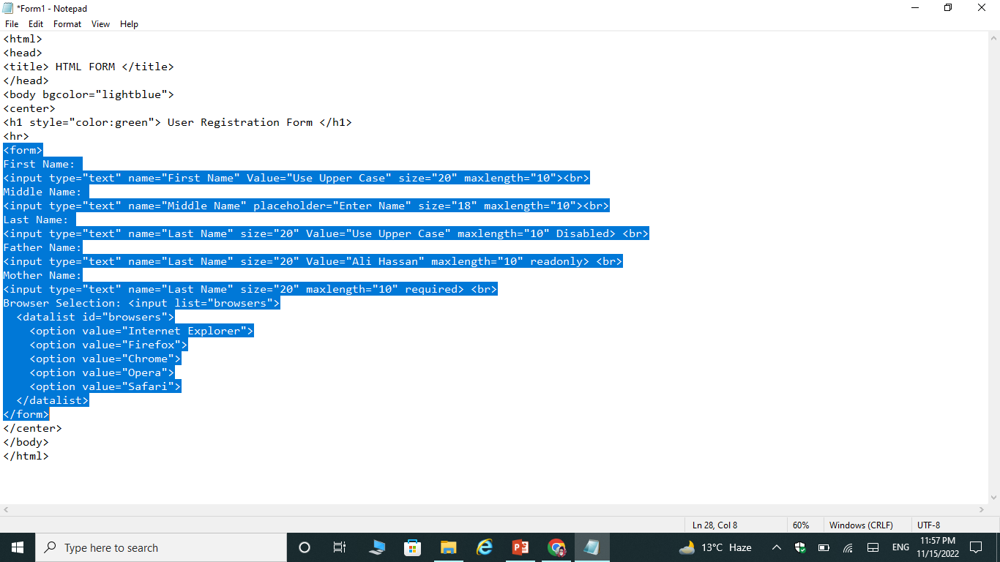 *Form1 - Notepad
File Edit Format View Help
<html>
<head>
<title> HTML FORM </title>
</head>
<body bgcolor="lightblue">
<center>
<h1 style="color:green"> User Registration Form </h1>
<hr>
<form>
First Name:
<input type="text" name="First Name" Value="Use Upper Case" size="20" maxlength="10"><br>
Middle Name:
<input type="text" name="Middle Name" placeholder="Enter Name" size="18" maxlength="10"><br>
Last Name:
<input type="text" name="Last Name" size="20" Value="Use Upper Case" maxlength="10" Disabled> <br>
Father Name:
<input type="text" name="Last Name" size="20" Value="Ali Hassan" maxlength="10" readonly> <br>
Mother Name:
<input type="text" name="Last Name" size="20" maxlength="10" required> <br>
Browser Selection: <input list="browsers">
  <datalist id="browsers">
    <option value="Internet Explorer">
    <option value="Firefox">
    <option value="Chrome">
    <option value="Opera">
    <option value="Safari">
  </datalist>
</form>
</center>
</body>
</html>
Ln 28, Col 8 60% Windows (CRLF) UTF-8
Type here to search 13°C Haze ENG 11:57 PM
11/15/2022